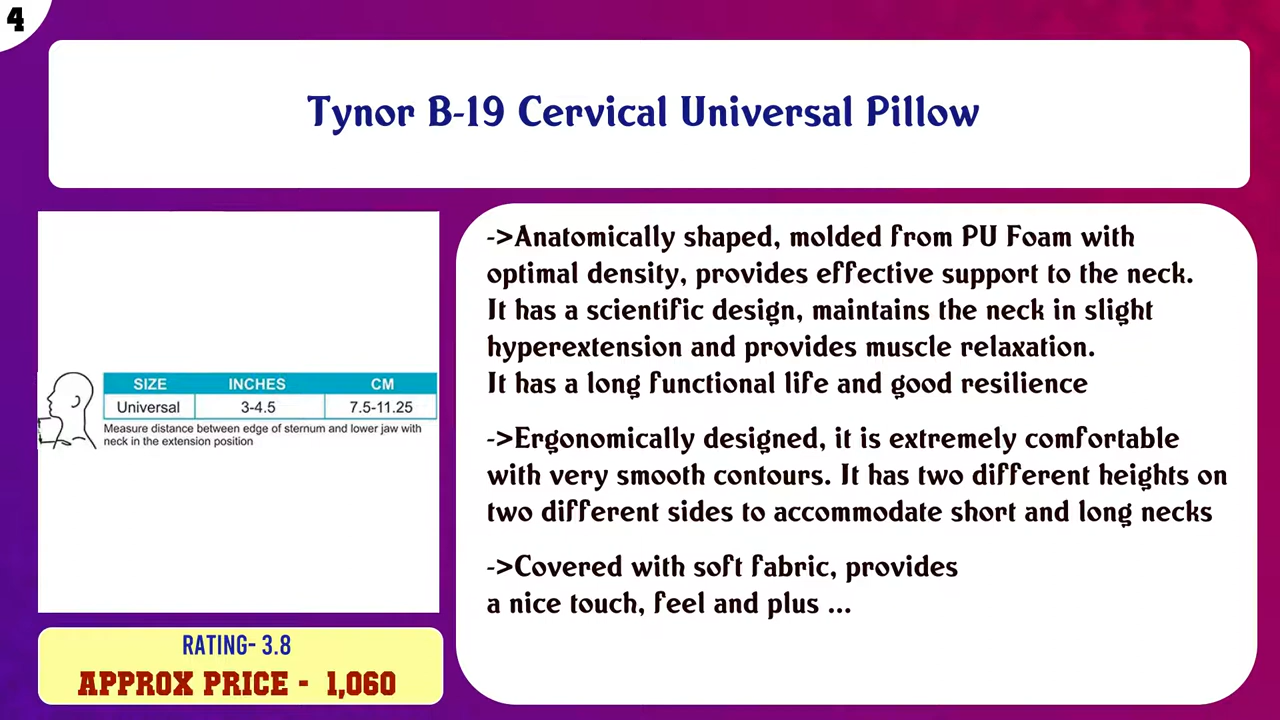 4
Tynor B-19 Cervical Universal Pillow
SIZE INCHES CM
Universal 3-4.5 7.5-11.25
Measure distance between edge of sternum and lower jaw with
neck in the extension position
->Anatomically shaped, molded from PU Foam with
optimal density, provides effective support to the neck.
It has a scientific design, maintains the neck in slight
hyperextension and provides muscle relaxation.
It has a long functional life and good resilience
->Ergonomically designed, it is extremely comfortable
with very smooth contours. It has two different heights on
two different sides to accommodate short and long necks
->Covered with soft fabric, provides
a nice touch, feel and plus ...
RATING- 3.8
APPROX PRICE - 1,060